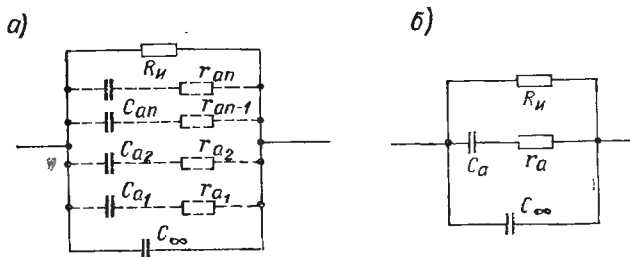 а) б)
Rи
ran
Can ran-1
Ca2 ra2
Ca1 ra1
C∞
Rи
Ca ra
C∞